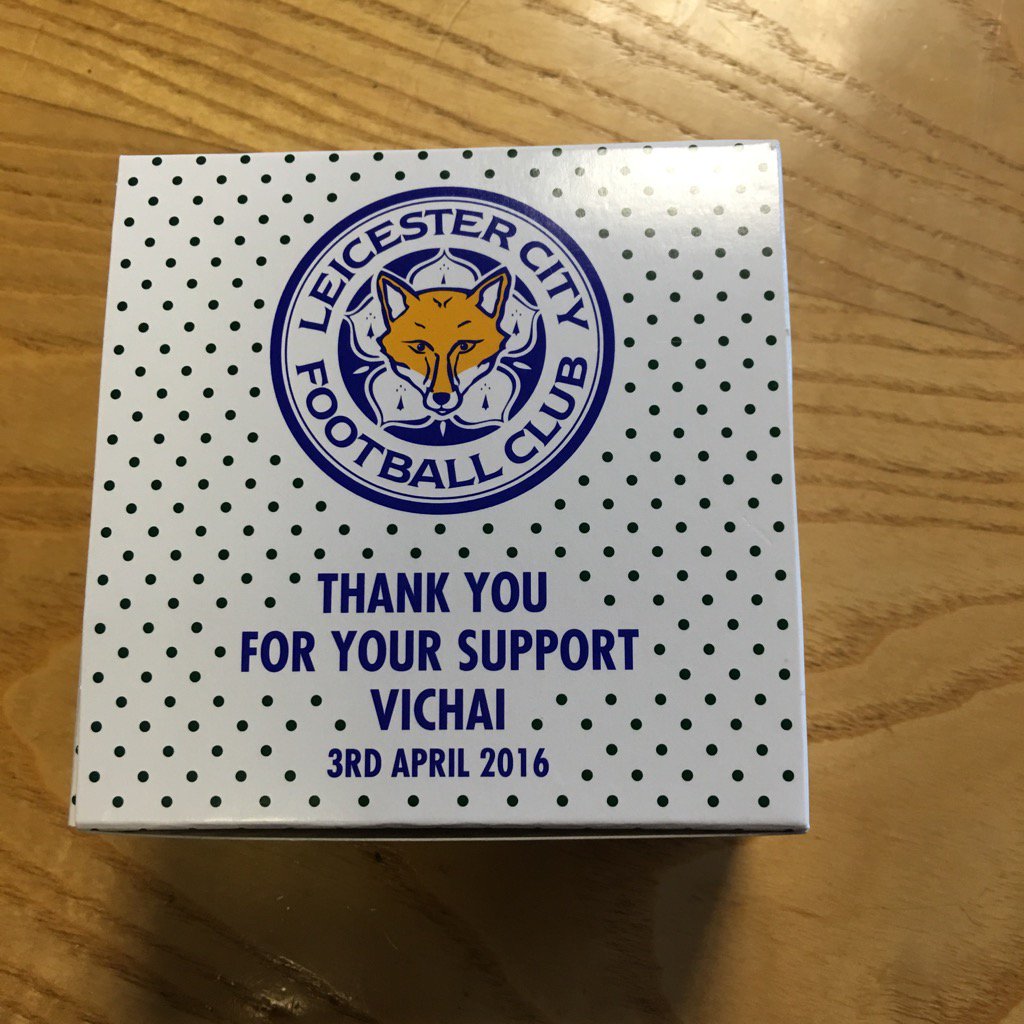 LEICESTER CITY
FOOTBALL CLUB
THANK YOU
FOR YOUR SUPPORT
VICHAI
3RD APRIL 2016